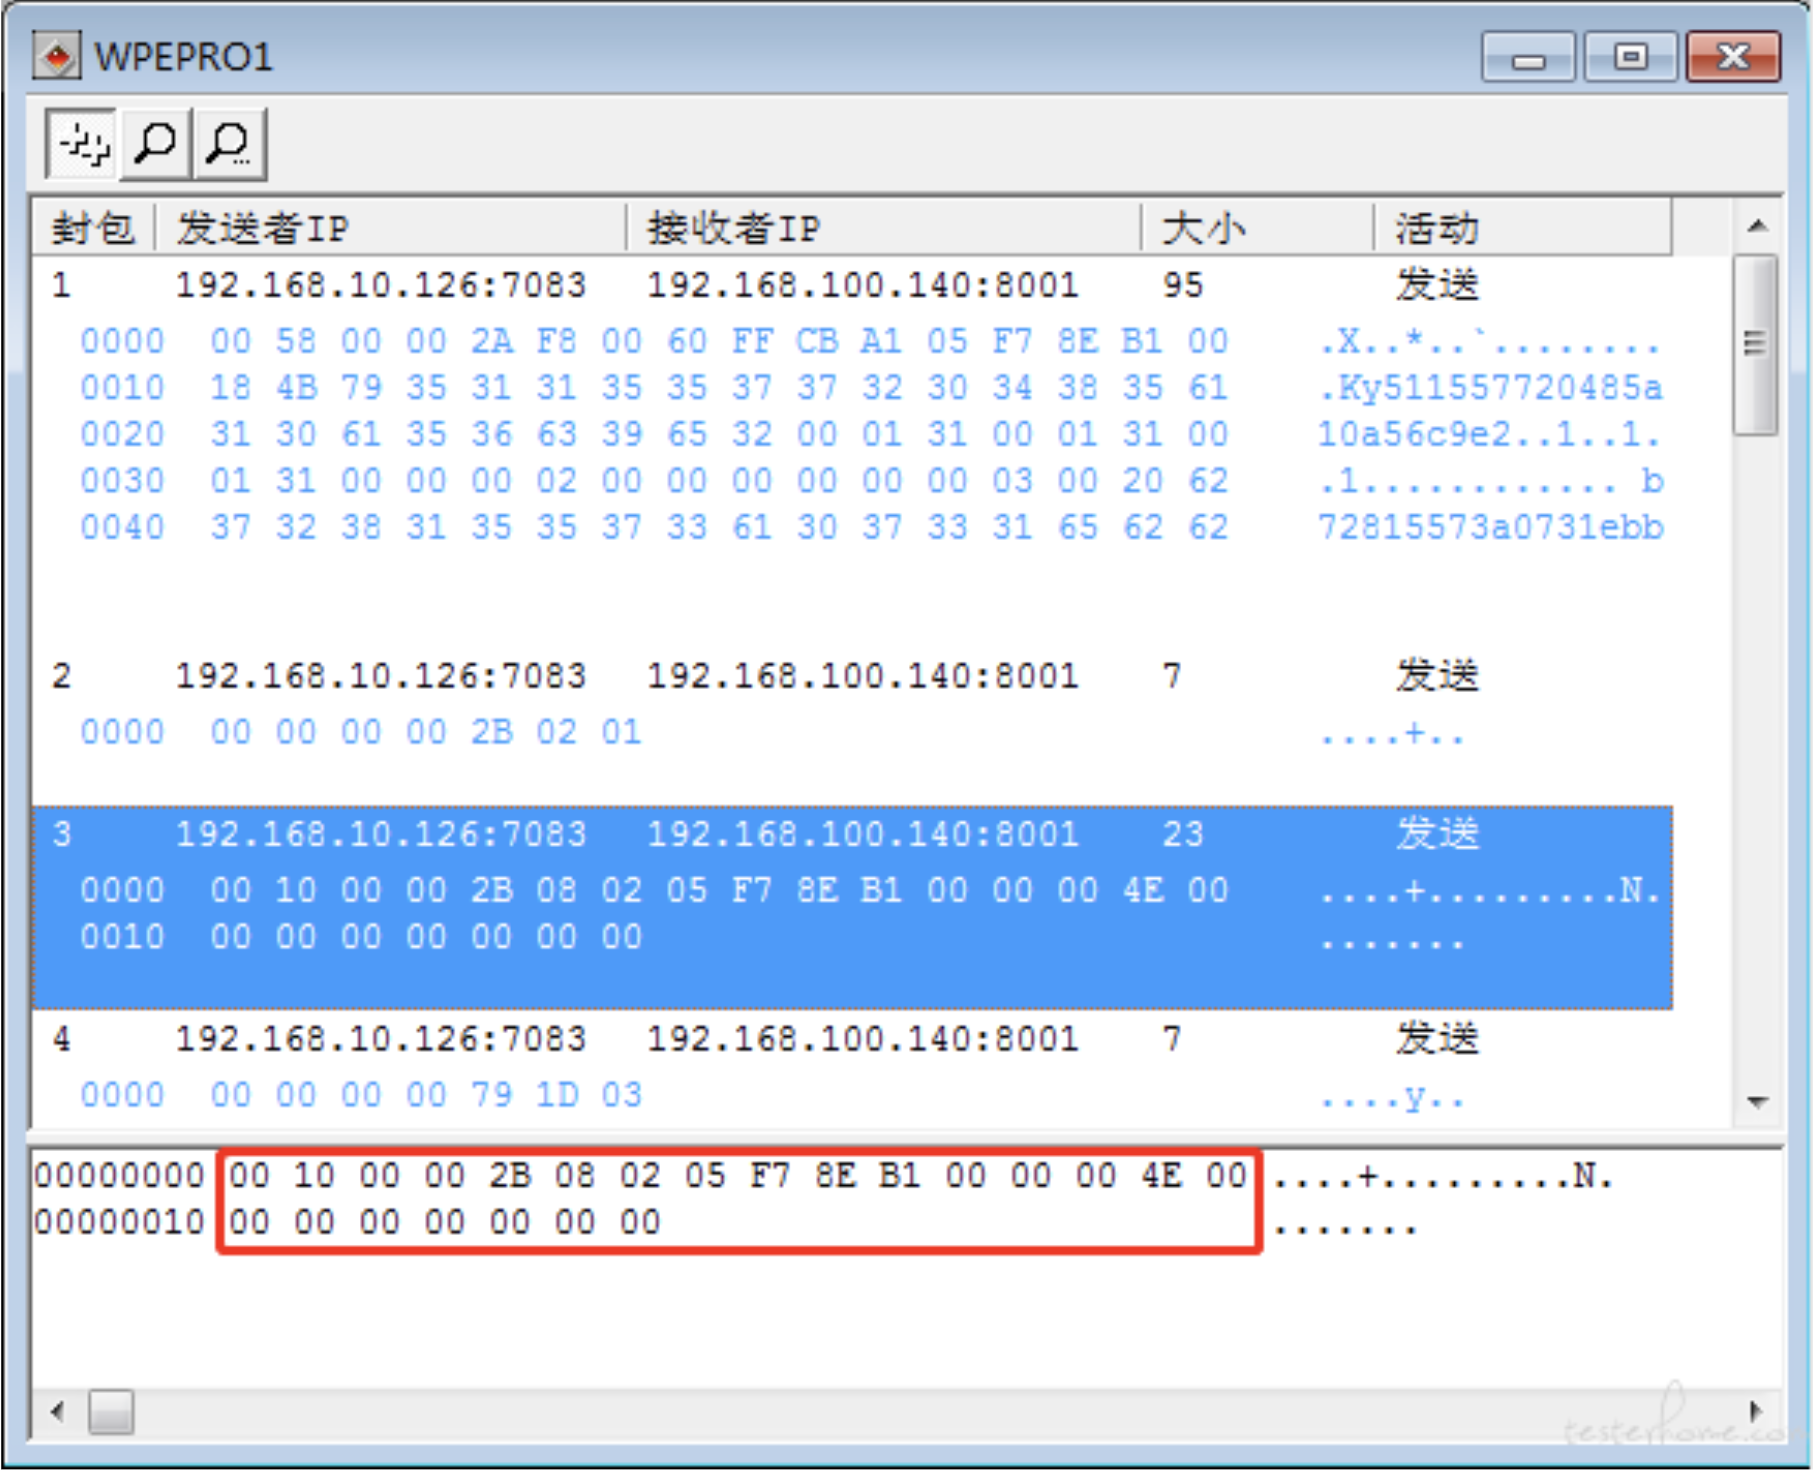 WPEPRO1
封包 发送者IP 接收者IP 大小 活动
1 192.168.10.126:7083 192.168.100.140:8001 95 发送
0000 00 58 00 00 2A F8 00 60 FF CB A1 05 F7 8E B1 00 .X..*..`........
0010 18 4B 79 35 31 31 35 35 37 37 32 30 34 38 35 61 .Ky511557720485a
0020 31 30 61 35 36 63 39 65 32 00 01 31 00 01 31 00 10a56c9e2..1..1.
0030 01 31 00 00 00 02 00 00 00 00 00 00 03 00 20 62 .1............ b
0040 37 32 38 31 35 35 37 33 61 30 37 33 31 65 62 62 72815573a0731ebb
2 192.168.10.126:7083 192.168.100.140:8001 7 发送
0000 00 00 00 00 2B 02 01 ....+..
3 192.168.10.126:7083 192.168.100.140:8001 23 发送
0000 00 10 00 00 2B 08 02 05 F7 8E B1 00 00 00 4E 00 ....+.........N.
0010 00 00 00 00 00 00 00 .......
4 192.168.10.126:7083 192.168.100.140:8001 7 发送
0000 00 00 00 00 79 1D 03 ....y..
00000000 00 10 00 00 2B 08 02 05 F7 8E B1 00 00 00 4E 00 ....+.........N.
00000010 00 00 00 00 00 00 00 .......
testerhome.co